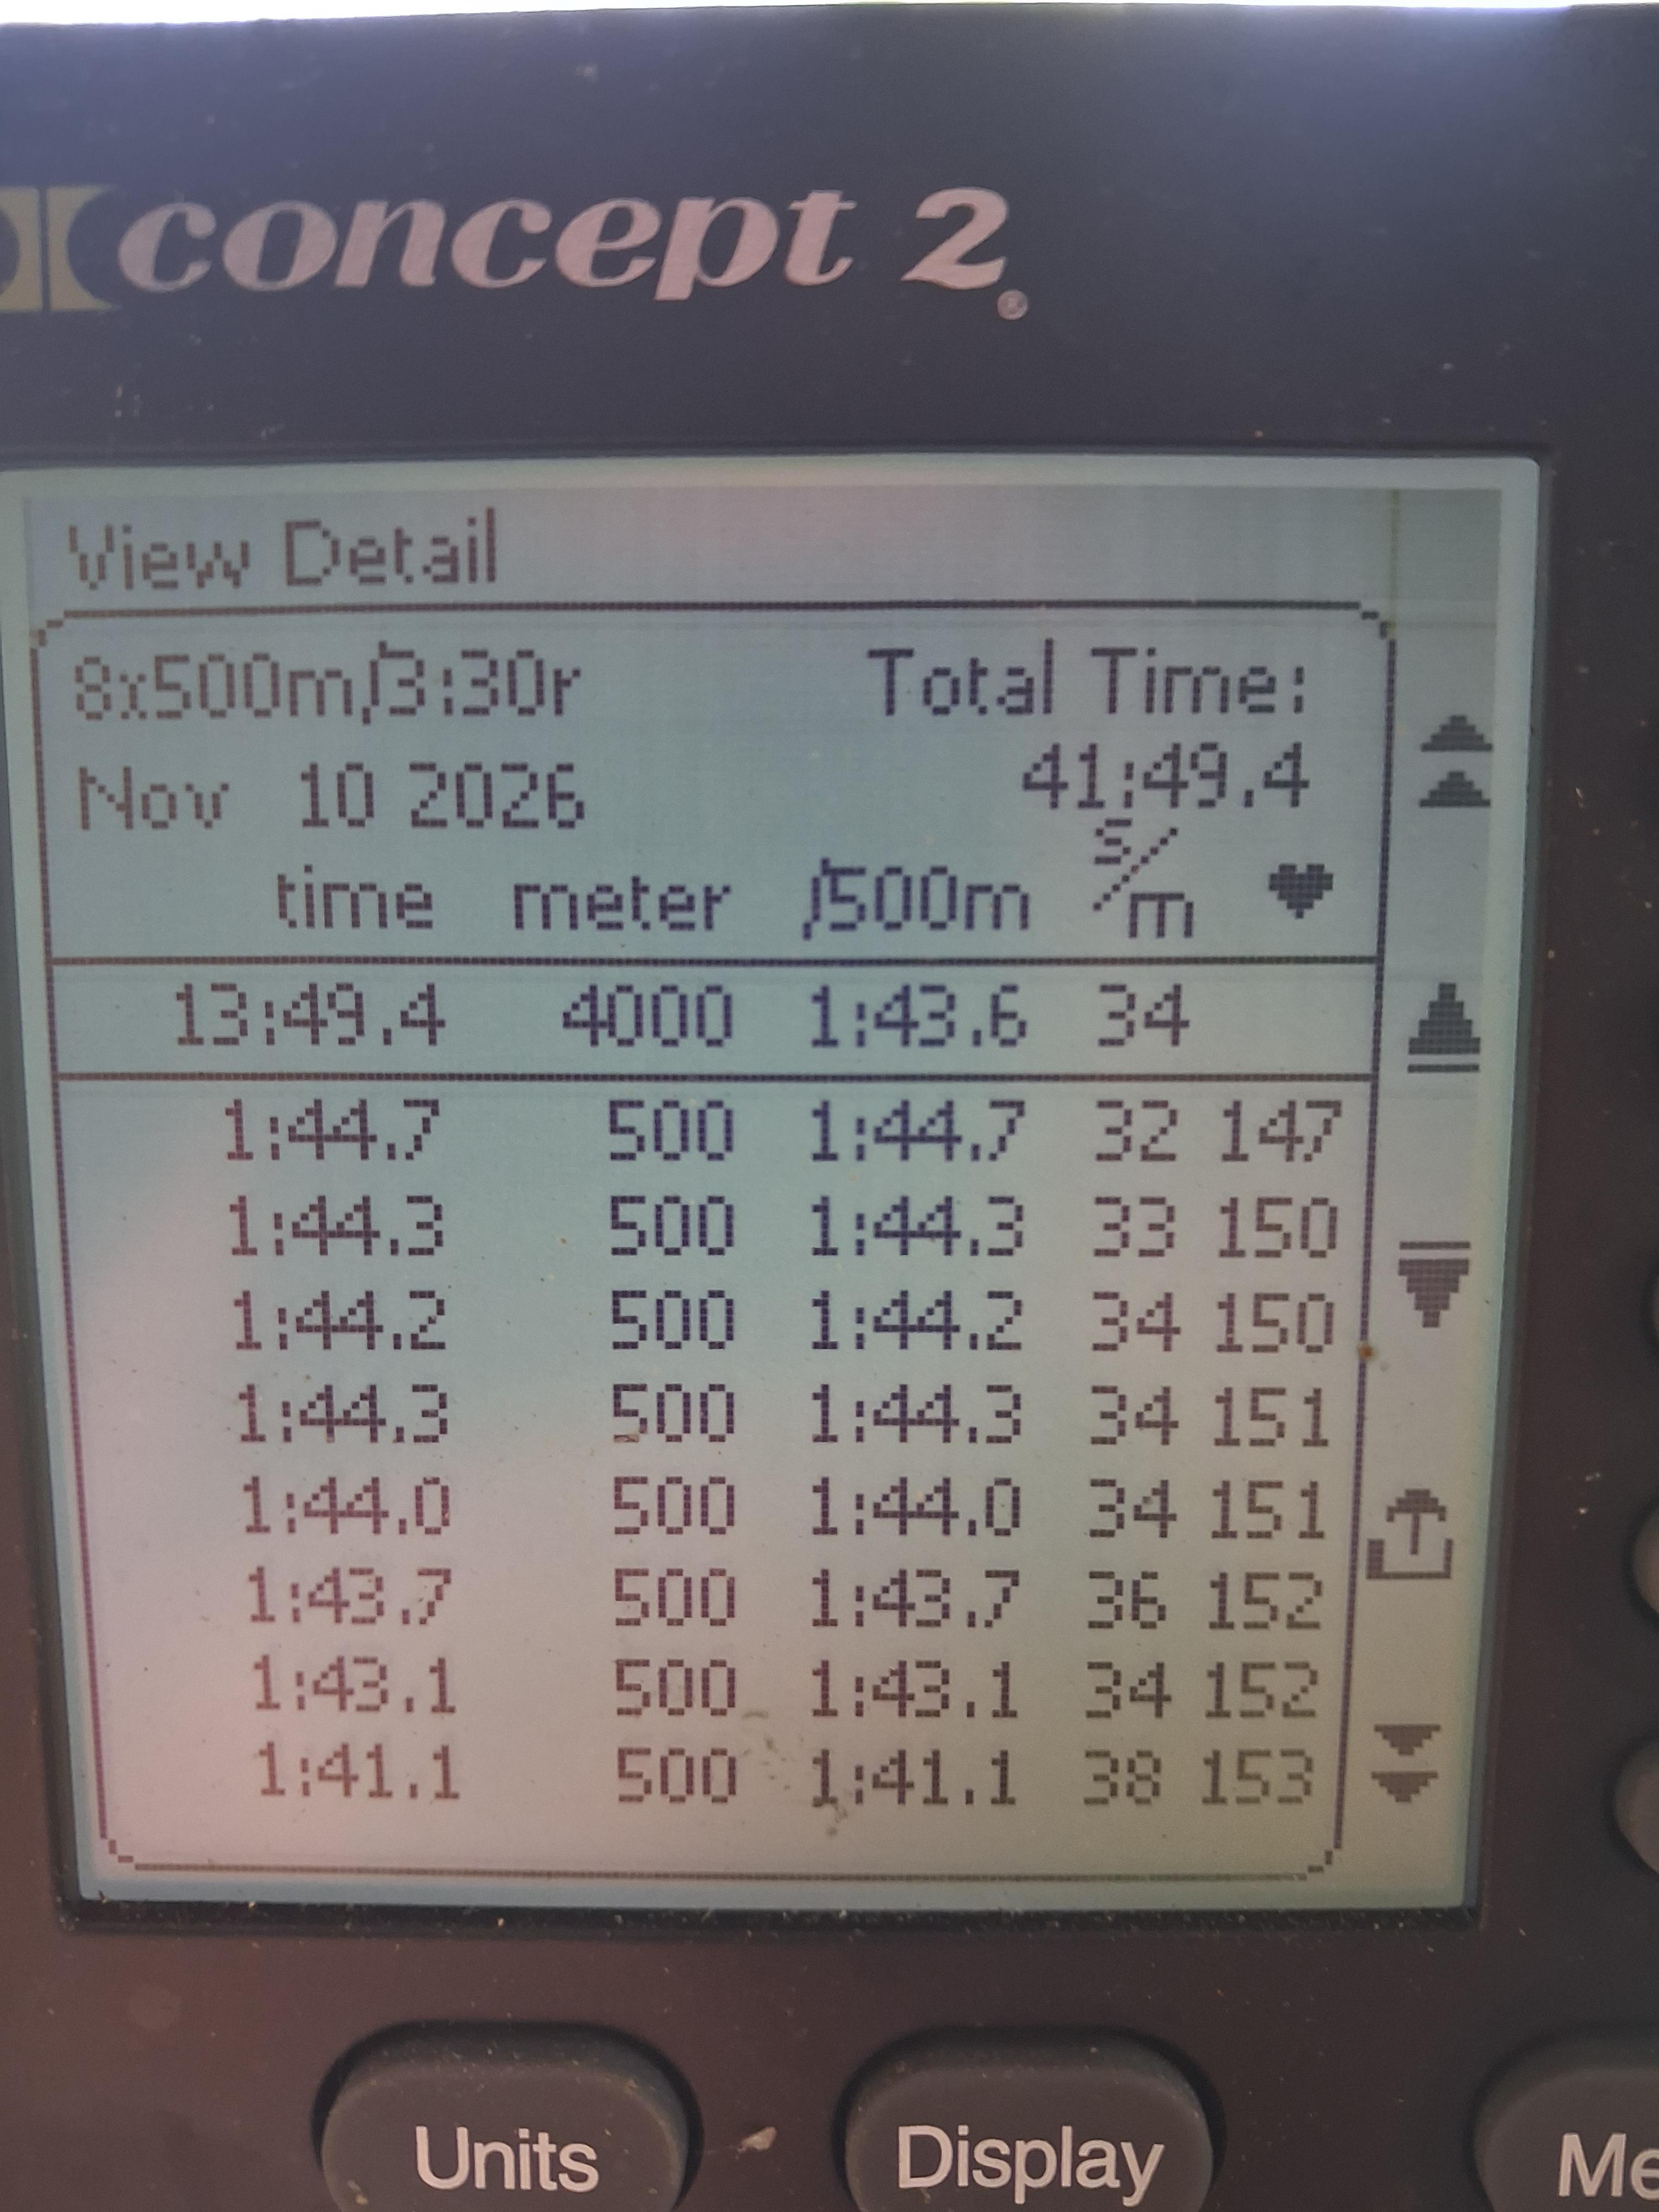 concept 2®
View Detail
8x500m/3:30r Total Time:
Nov 10 2026 41:49.4
time meter /500m s/m ♥
13:49.4 4000 1:43.6 34
1:44.7 500 1:44.7 32 147
1:44.3 500 1:44.3 33 150
1:44.2 500 1:44.2 34 150
1:44.3 500 1:44.3 34 151
1:44.0 500 1:44.0 34 151
1:43.7 500 1:43.7 36 152
1:43.1 500 1:43.1 34 152
1:41.1 500 1:41.1 38 153
Units Display Me